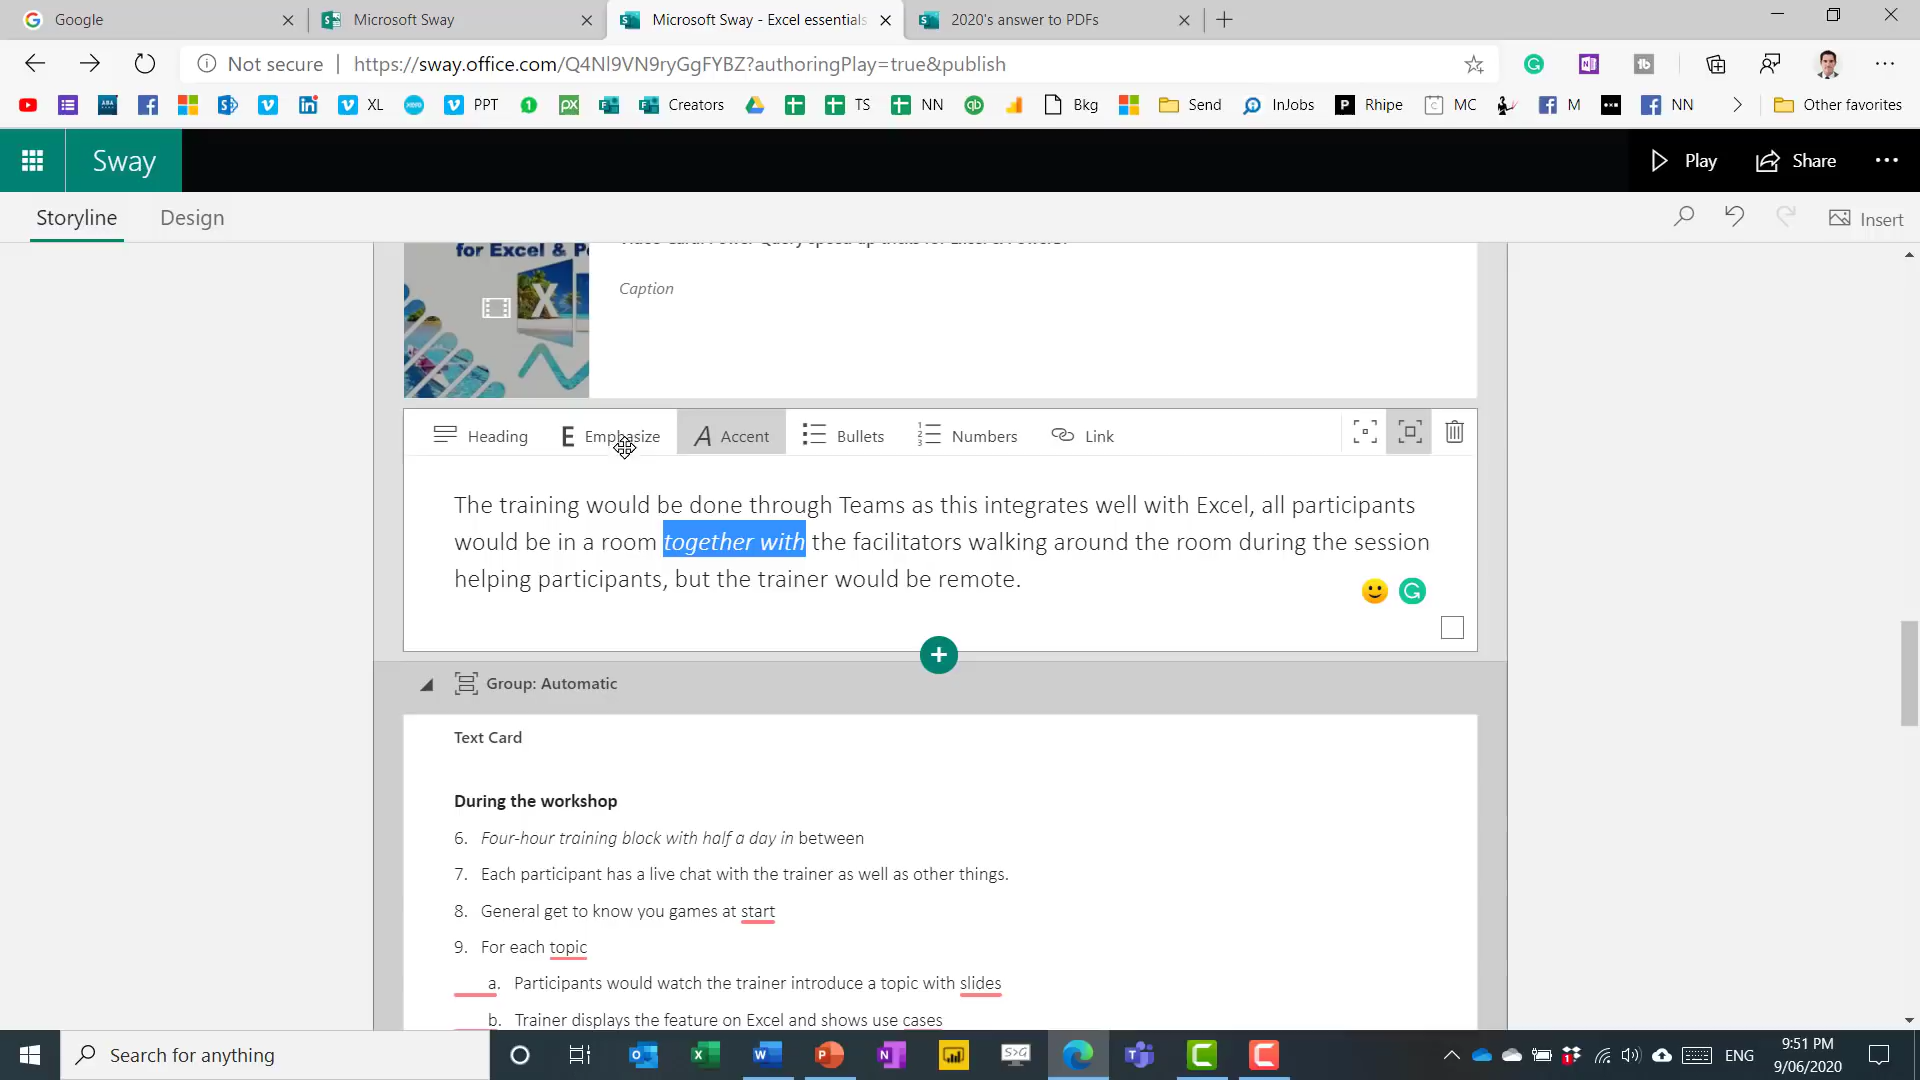 Google
Microsoft Sway
Microsoft Sway - Excel essentials
2020's answer to PDFs
Not secure
https://sway.office.com/Q4Nl9VN9ryGgFYBZ?authoringPlay=true&publish
XL
PPT
Creators
TS
NN
Bkg
Send
InJobs
Rhipe
MC
M
NN
Other favorites
Sway
Play
Share
Storyline
Design
Insert
for Excel & Po
Caption
Heading
E Emphasize
A Accent
Bullets
Numbers
Link
The training would be done through Teams as this integrates well with Excel, all participants
would be in a room together with the facilitators walking around the room during the session
helping participants, but the trainer would be remote.
Group: Automatic
Text Card
During the workshop
6. Four-hour training block with half a day in between
7. Each participant has a live chat with the trainer as well as other things.
8. General get to know you games at start
9. For each topic
a. Participants would watch the trainer introduce a topic with slides
b. Trainer displays the feature on Excel and shows use cases
Search for anything
ENG
9:51 PM
9/06/2020